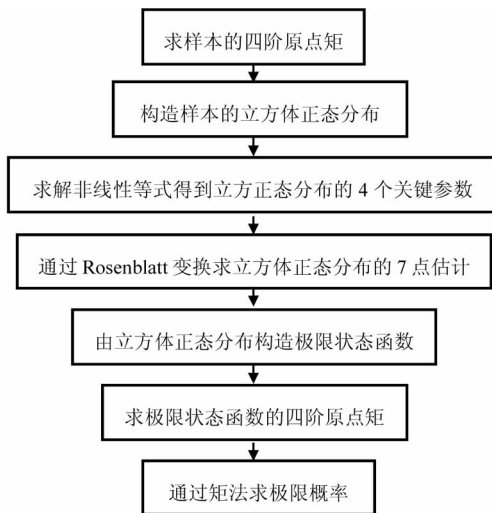 求样本的四阶原点矩
构造样本的立方体正态分布
求解非线性等式得到立方正态分布的 4 个关键参数
通过 Rosenblatt 变换求立方体正态分布的 7 点估计
由立方体正态分布构造极限状态函数
求极限状态函数的四阶原点矩
通过矩法求极限概率